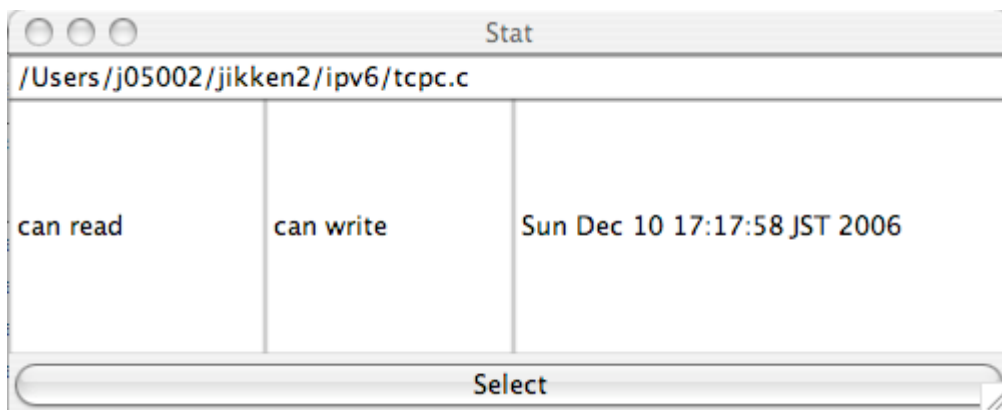 Stat
/Users/j05002/jikken2/ipv6/tcpc.c
can read can write Sun Dec 10 17:17:58 JST 2006
Select